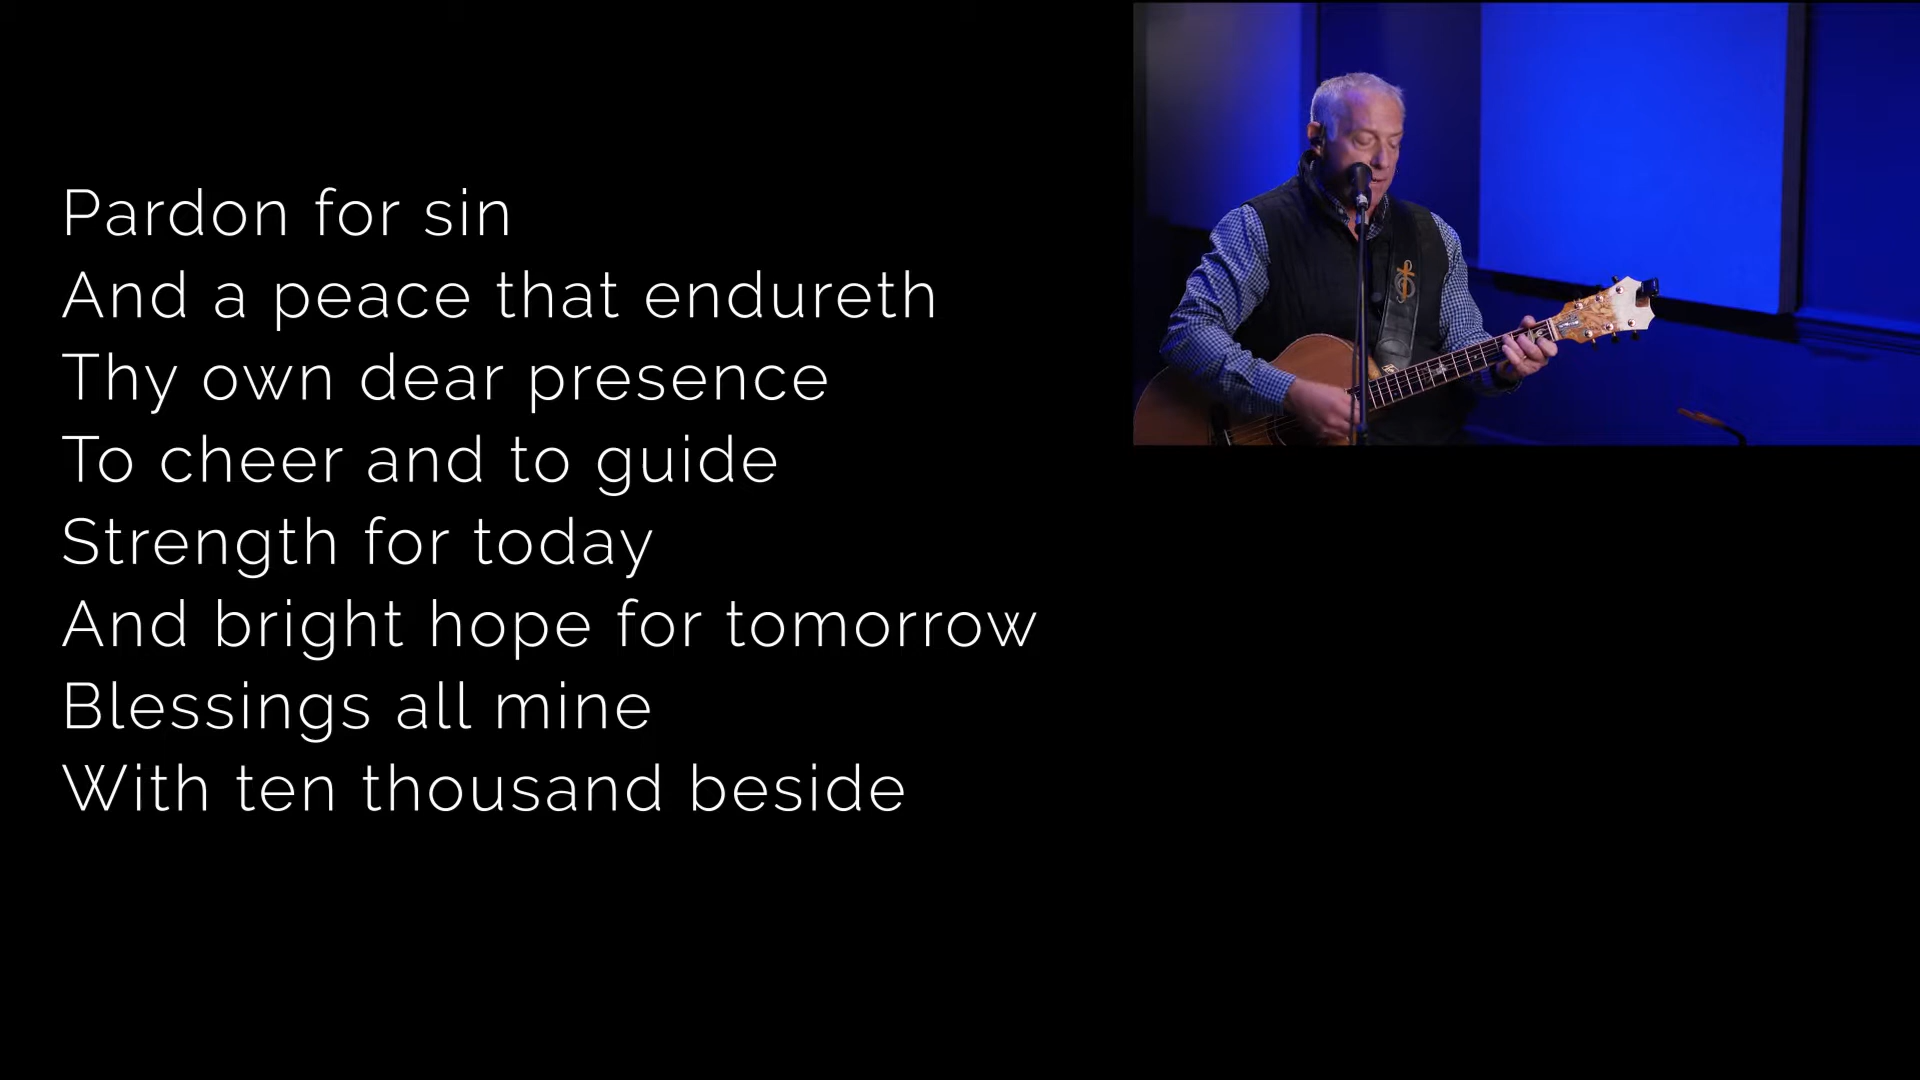 Pardon for sin
And a peace that endureth
Thy own dear presence
To cheer and to guide
Strength for today
And bright hope for tomorrow
Blessings all mine
With ten thousand beside